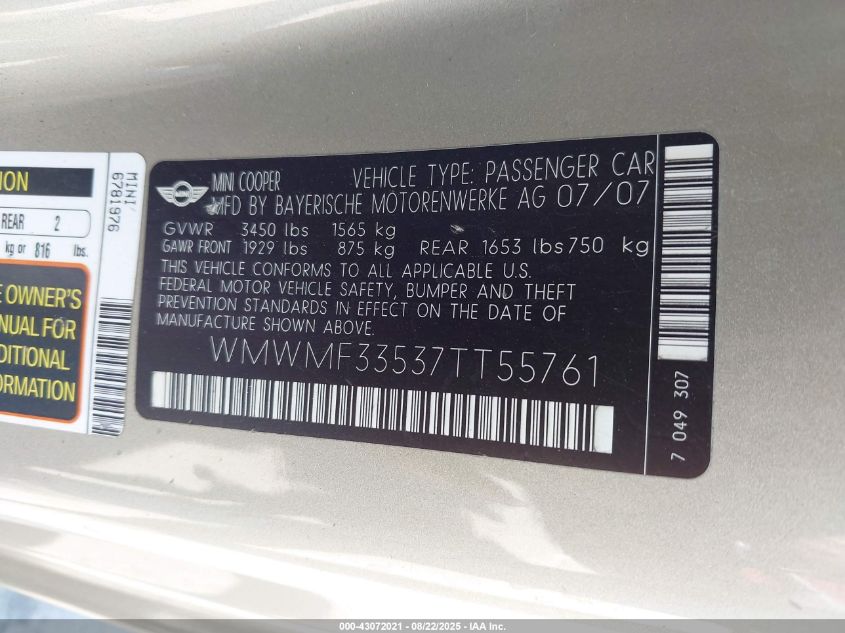 ION
REAR 2
kg or 816 lbs.
E OWNER'S
NUAL FOR
DITIONAL
ORMATION
MINI
6781976
MINI COOPER VEHICLE TYPE: PASSENGER CAR
MFD BY BAYERISCHE MOTORENWERKE AG 07/07
GVWR 3450 lbs 1565 kg
GAWR FRONT 1929 lbs 875 kg REAR 1653 lbs 750 kg
THIS VEHICLE CONFORMS TO ALL APPLICABLE U.S.
FEDERAL MOTOR VEHICLE SAFETY, BUMPER AND THEFT
PREVENTION STANDARDS IN EFFECT ON THE DATE OF
MANUFACTURE SHOWN ABOVE.
WMWMF33537TT55761
7 049 307
000-43072021 - 08/22/2025 - IAA Inc.